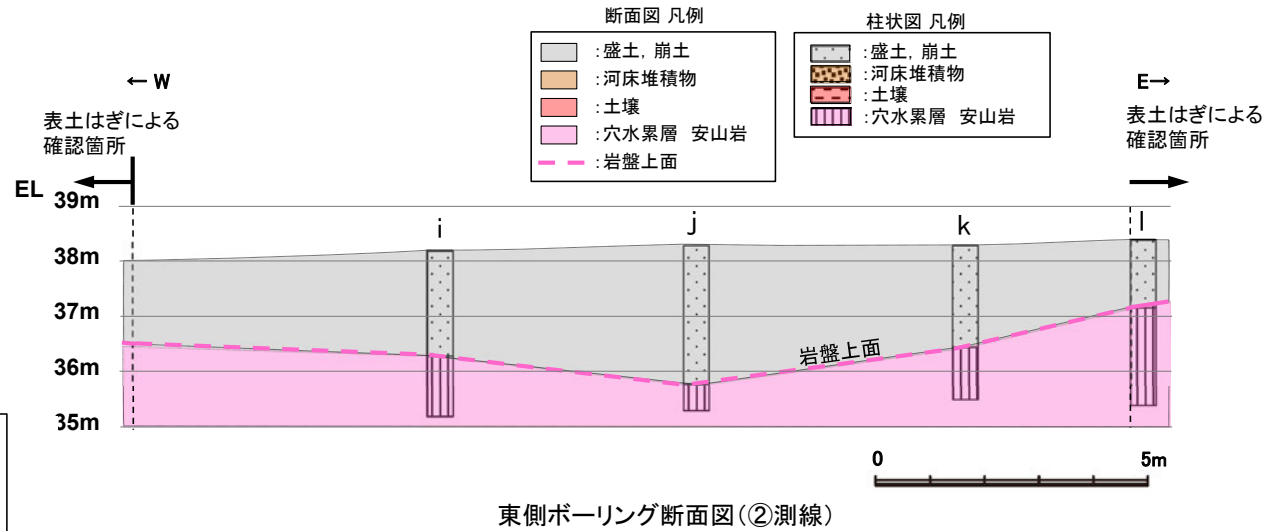 断面図 凡例
：盛土，崩土
：河床堆積物
：土壌
：穴水累層　安山岩
：岩盤上面
柱状図 凡例
：盛土，崩土
：河床堆積物
：土壌
：穴水累層　安山岩
← W
表土はぎによる
確認箇所
E→
表土はぎによる
確認箇所
EL
39m
38m
37m
36m
35m
i
j
k
l
岩盤上面
0
5m
東側ボーリング断面図（②測線）